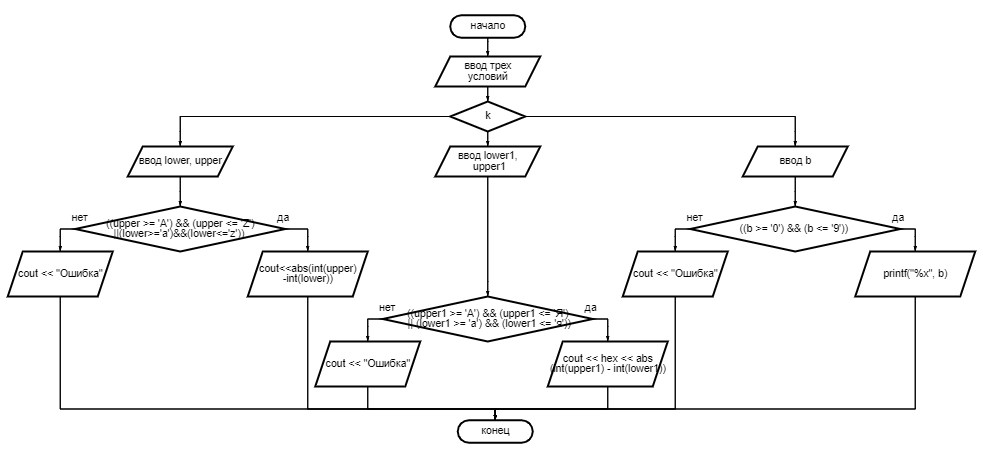 начало
ввод трех
условий
k
ввод lower, upper
ввод lower1,
upper1
ввод b
нет
((upper >= 'A') && (upper <= 'Z')
||(lower>='a')&&(lower<='z'))
да
нет
((b >= '0') && (b <= '9'))
да
cout << "Ошибка"
cout<<abs(int(upper)
-int(lower))
cout << "Ошибка"
printf("%x", b)
нет
((upper1 >= 'А') && (upper1 <= 'Я')
|| (lower1 >= 'а') && (lower1 <= 'я'))
да
cout << "Ошибка"
cout << hex << abs
(int(upper1) - int(lower1))
конец